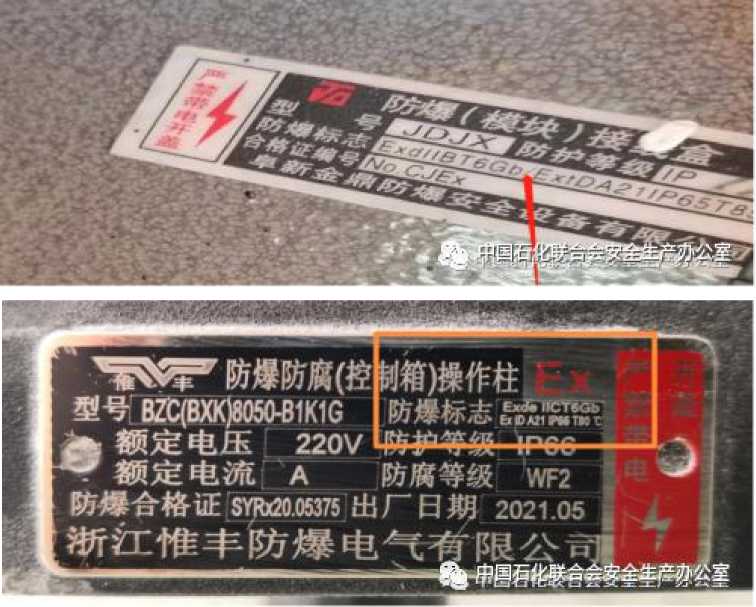 严禁带电开盖
防爆(模块)接线盒
型号 JDJX 防护等级 IP
防爆标志 ExdIIBT6Gb ExtDA21IP65T8
合格证编号 No.CJEx
阜新金鼎防爆安全设备有限公司
中国石化联合会安全生产办公室
惟丰 防爆防腐(控制箱)操作柱 Ex
型号 BZC(BXK)8050-B1K1G 防爆标志 Exde IICT6Gb
Ex tD A21 IP66 T80℃
额定电压 220V 防护等级 IP66
额定电流 A 防腐等级 WF2
防爆合格证 SYRx20.05375 出厂日期 2021.05
浙江惟丰防爆电气有限公司
严禁带电
开盖
中国石化联合会安全生产办公室